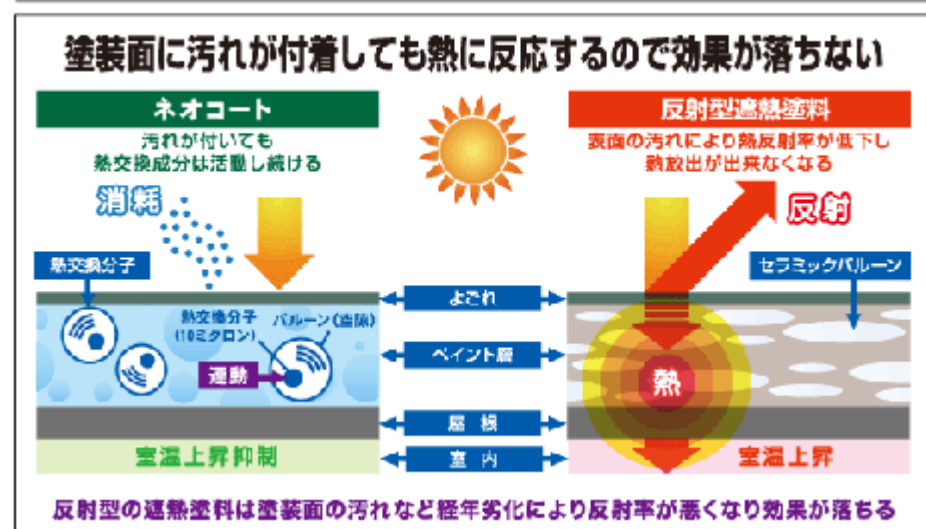 塗装面に汚れが付着しても熱に反応するので効果が落ちない
ネオコート
汚れが付いても
熱交換成分は活動し続ける
消耗
熱交換分子
熱交換分子
(10ミクロン)
バルーン(空隙)
運動
室温上昇抑制
よごれ
ペイント層
屋根
室内
反射型遮熱塗料
表面の汚れにより熱反射率が低下し
熱放出が出来なくなる
反射
セラミックバルーン
熱
室温上昇
反射型の遮熱塗料は塗装面の汚れなど経年劣化により反射率が悪くなり効果が落ちる